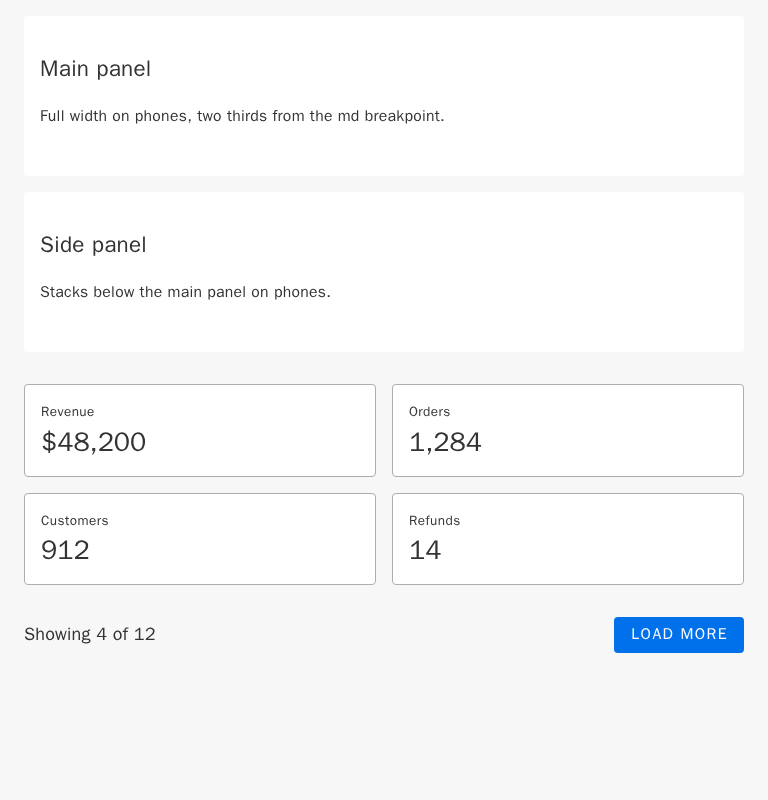 Main panel
Full width on phones, two thirds from the md breakpoint.
Side panel
Stacks below the main panel on phones.
Revenue
$48,200
Orders
1,284
Customers
912
Refunds
14
Showing 4 of 12
LOAD MORE